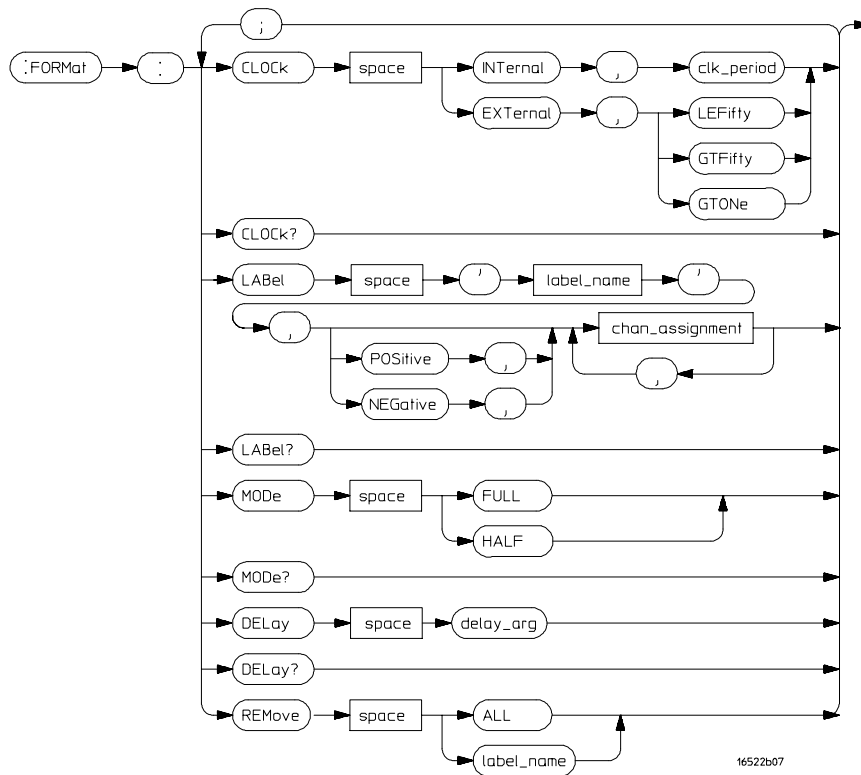 ;
:FORMat : CLOCk space INTernal , clk_period
EXTernal , LEFifty
GTFifty
GTONe
CLOCk?
LABel space ' label_name '
, chan_assignment
POSitive , ,
NEGative ,
LABel?
MODe space FULL
HALF
MODe?
DELay space delay_arg
DELay?
REMove space ALL
label_name
16522b07